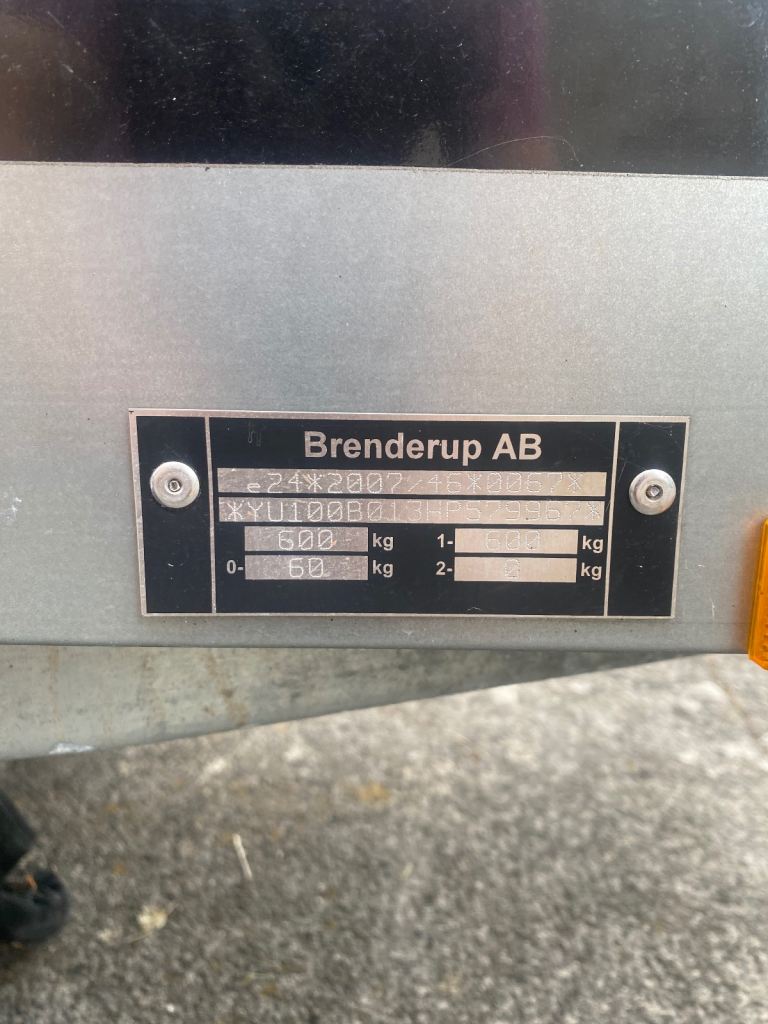 Brenderup AB
e24*2007/46*0067*
*YU100B013HP579967*
600 kg 1- 600 kg
0- 60 kg 2- 0 kg